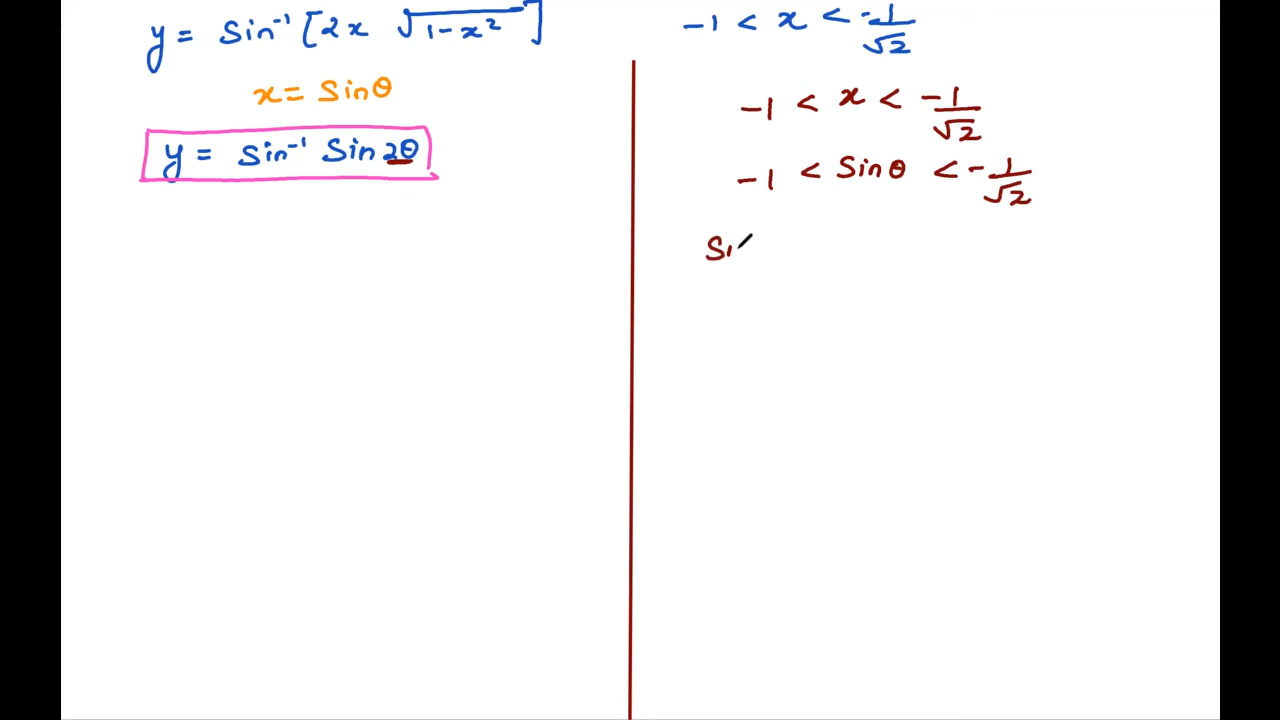 y = Sin⁻¹ [2x √(1-x²)]
x = Sinθ
y = Sin⁻¹ Sin 2θ
-1 < x < -1/√2
-1 < x < -1/√2
-1 < Sinθ < -1/√2
Si